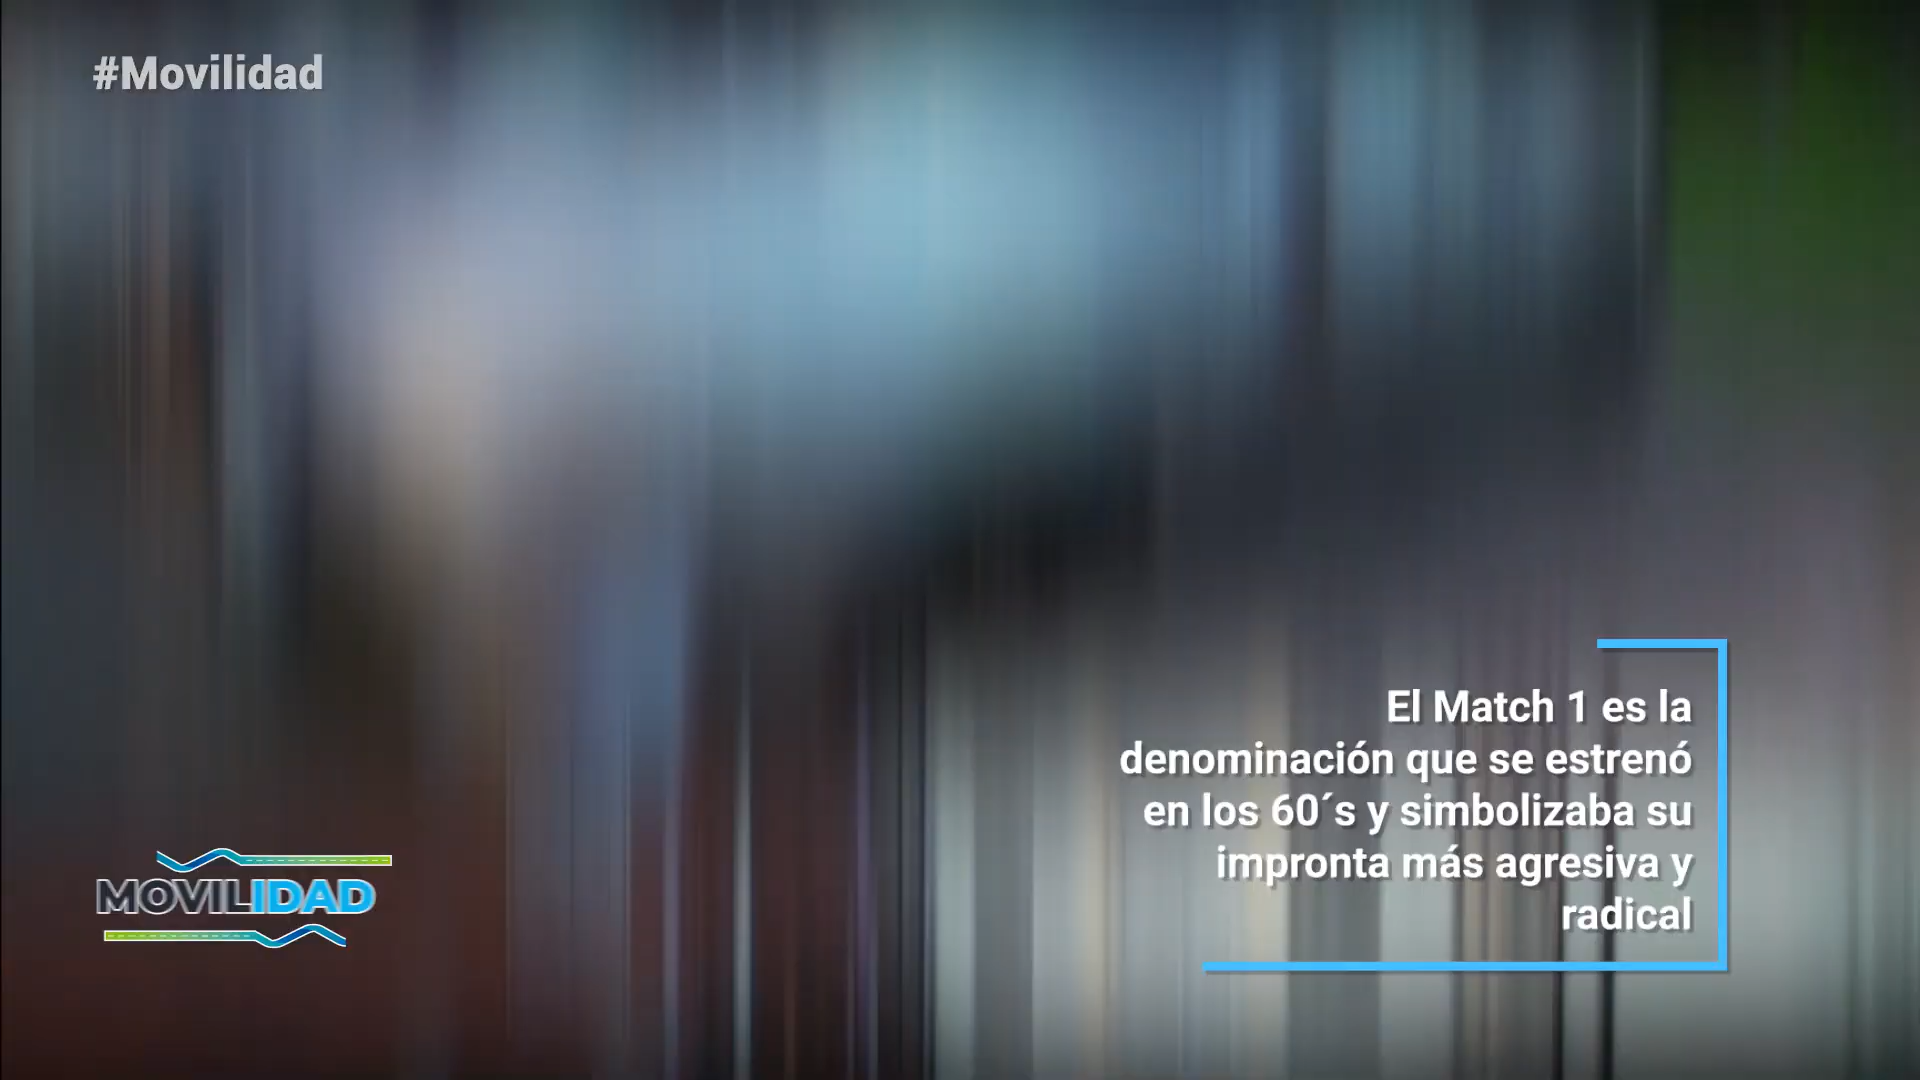 #Movilidad
El Match 1 es la
denominación que se estrenó
en los 60´s y simbolizaba su
impronta más agresiva y
radical
MOVILIDAD